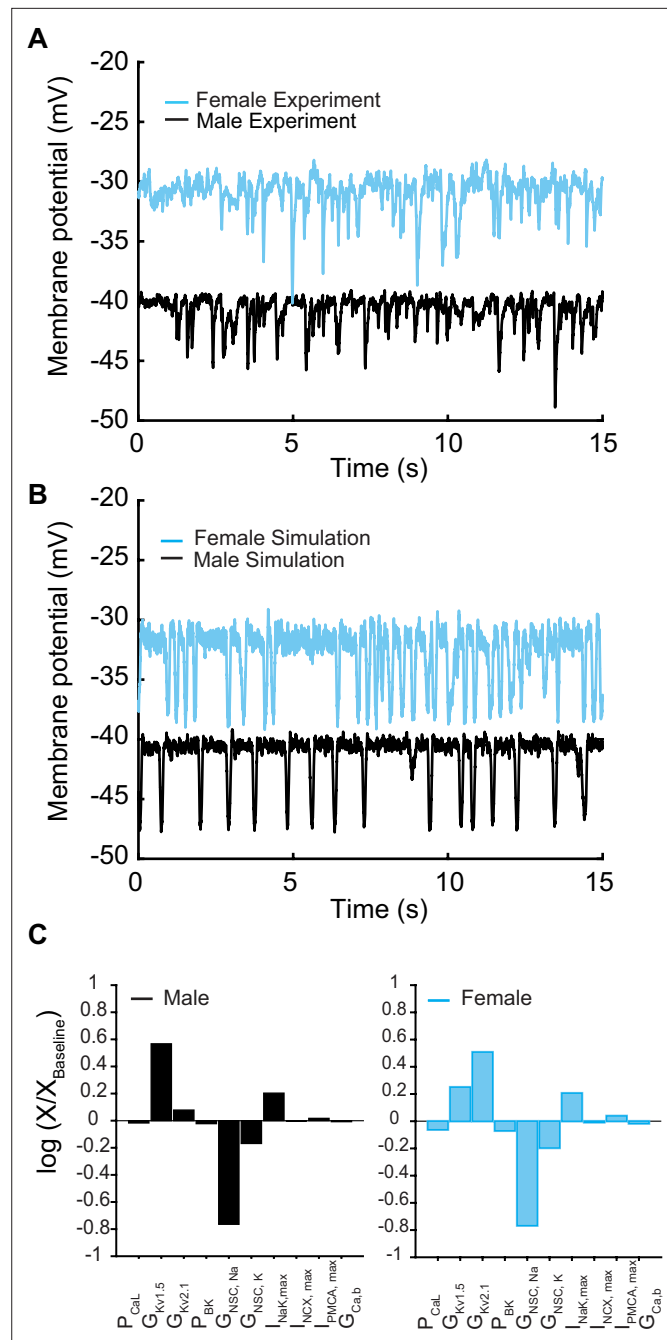 A
-20
-25
-30
-35
-40
-45
-50
Membrane potential (mV)
Female Experiment
Male Experiment
0 5 10 15
Time (s)
B
-20
-25
-30
-35
-40
-45
-50
Membrane potential (mV)
Female Simulation
Male Simulation
0 5 10 15
Time (s)
C
log (X/X_Baseline)
1
0.8
0.6
0.4
0.2
0
-0.2
-0.4
-0.6
-0.8
-1
Male
P_CaL
G_Kv1.5
G_Kv2.1
P_BK
G_NSC, Na
G_NSC, K
I_NaK,max
I_NCX, max
I_PMCA, max
G_Ca,b
1
0.8
0.6
0.4
0.2
0
-0.2
-0.4
-0.6
-0.8
-1
Female
P_CaL
G_Kv1.5
G_Kv2.1
P_BK
G_NSC, Na
G_NSC, K
I_NaK,max
I_NCX, max
I_PMCA, max
G_Ca,b